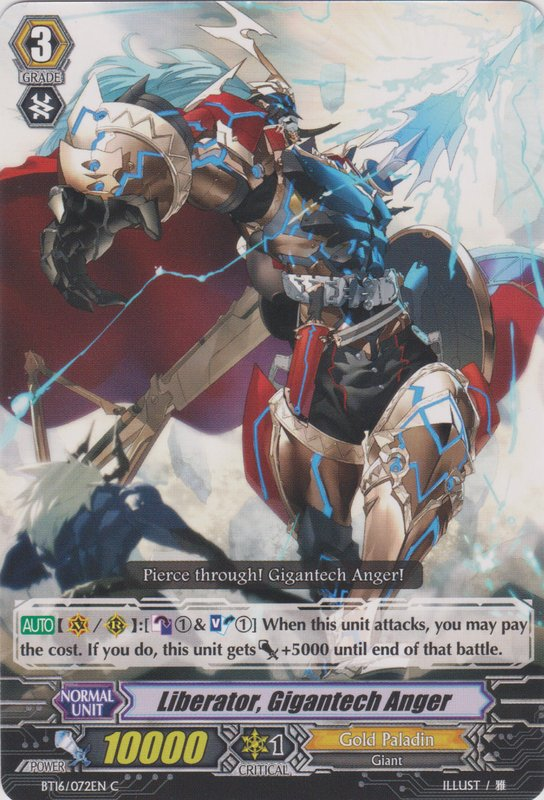 3
GRADE
Pierce through! Gigantech Anger!
AUTO【V / R】:[①&V①] When this unit attacks, you may pay
the cost. If you do, this unit gets +5000 until end of that battle.
NORMAL
UNIT
Liberator, Gigantech Anger
POWER
10000
1
CRITICAL
Gold Paladin
Giant
BT16/072EN C
ILLUST / 雅